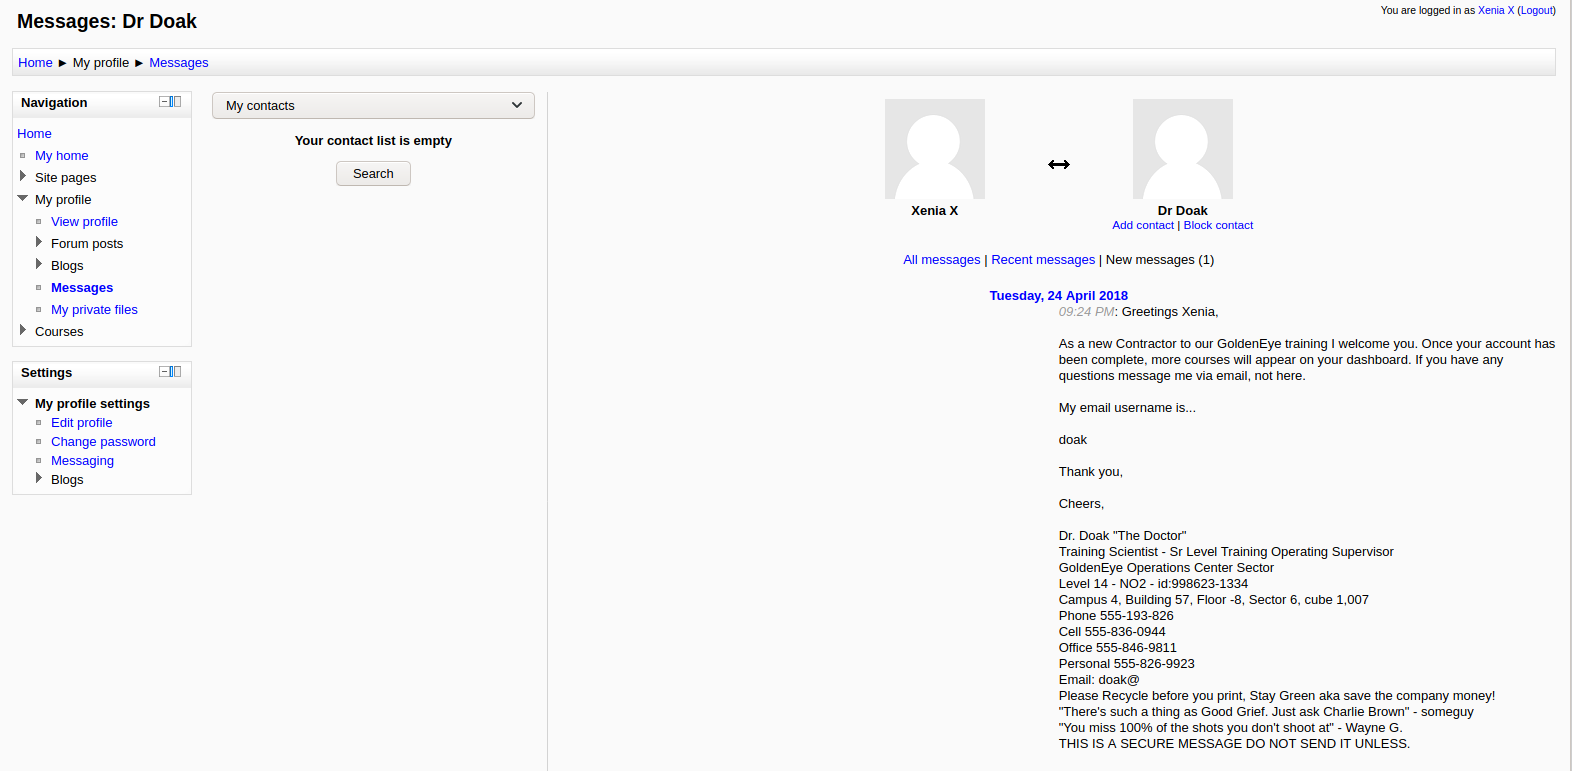 Messages: Dr Doak
You are logged in as Xenia X (Logout)
Home ► My profile ► Messages
Navigation
Home
My home
Site pages
My profile
View profile
Forum posts
Blogs
Messages
My private files
Courses
Settings
My profile settings
Edit profile
Change password
Messaging
Blogs
My contacts
Your contact list is empty
Search
Xenia X
Dr Doak
Add contact | Block contact
All messages | Recent messages | New messages (1)
Tuesday, 24 April 2018
09:24 PM: Greetings Xenia,
As a new Contractor to our GoldenEye training I welcome you. Once your account has
been complete, more courses will appear on your dashboard. If you have any
questions message me via email, not here.
My email username is...
doak
Thank you,
Cheers,
Dr. Doak "The Doctor"
Training Scientist - Sr Level Training Operating Supervisor
GoldenEye Operations Center Sector
Level 14 - NO2 - id:998623-1334
Campus 4, Building 57, Floor -8, Sector 6, cube 1,007
Phone 555-193-826
Cell 555-836-0944
Office 555-846-9811
Personal 555-826-9923
Email: doak@
Please Recycle before you print, Stay Green aka save the company money!
"There's such a thing as Good Grief. Just ask Charlie Brown" - someguy
"You miss 100% of the shots you don't shoot at" - Wayne G.
THIS IS A SECURE MESSAGE DO NOT SEND IT UNLESS.